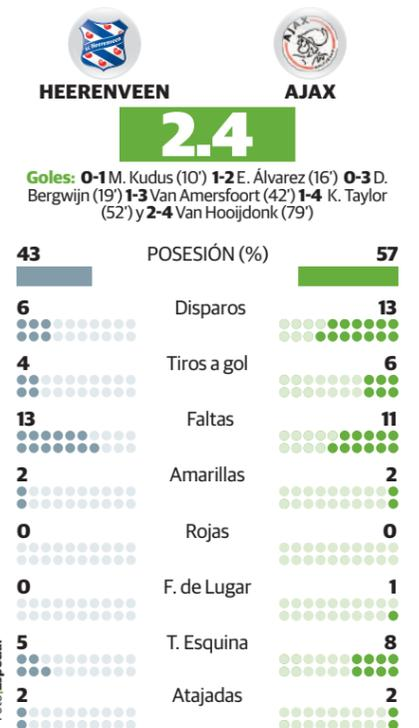 HEERENVEEN AJAX
2.4
Goles: 0-1 M. Kudus (10') 1-2 E. Álvarez (16') 0-3 D.
Bergwijn (19') 1-3 Van Amersfoort (42') 1-4 K. Taylor
(52') y 2-4 Van Hooijdonk (79')
43 POSESIÓN (%) 57
6 Disparos 13
4 Tiros a gol 6
13 Faltas 11
2 Amarillas 2
0 Rojas 0
0 F. de Lugar 1
5 T. Esquina 8
2 Atajadas 2